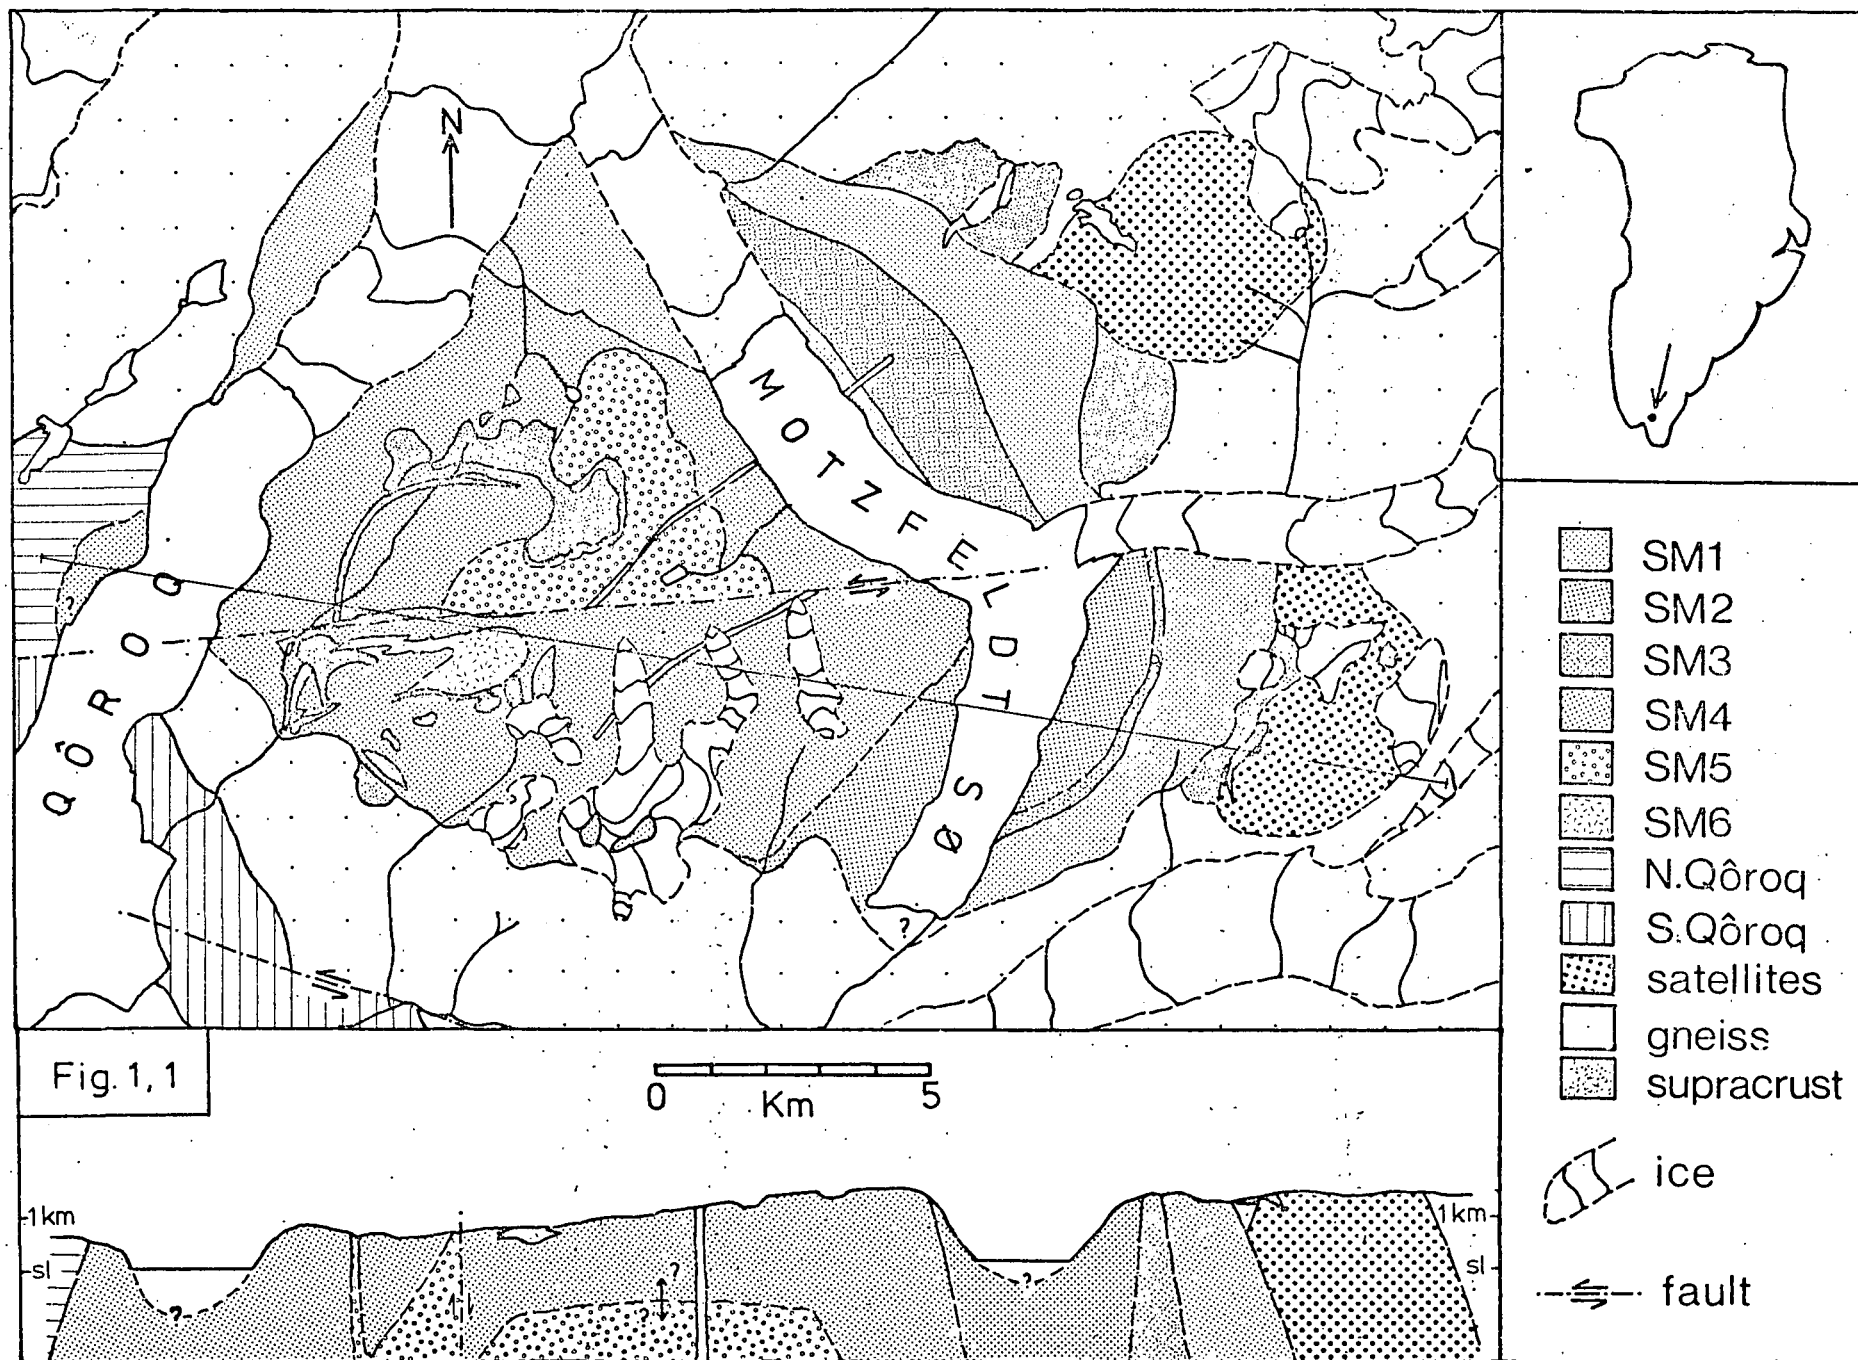 N
MOTZFELDT SØ
QÔROQ
?
?
SM1
SM2
SM3
SM4
SM5
SM6
N.Qôroq
S.Qôroq
satellites
gneiss
supracrust
ice
fault
Fig. 1,1
0 5
Km
1km
1km
sl
sl
?
?
?
?